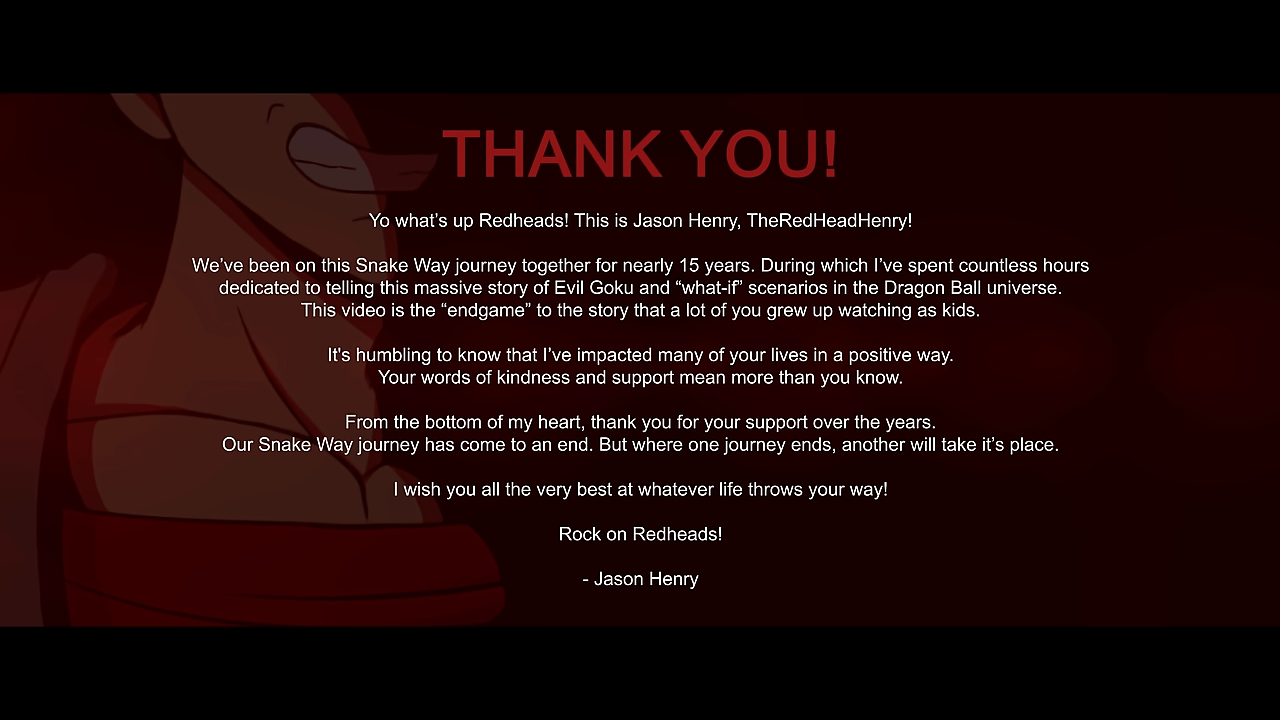 THANK YOU!
Yo what’s up Redheads! This is Jason Henry, TheRedHeadHenry!
We’ve been on this Snake Way journey together for nearly 15 years. During which I’ve spent countless hours
dedicated to telling this massive story of Evil Goku and “what-if” scenarios in the Dragon Ball universe.
This video is the “endgame” to the story that a lot of you grew up watching as kids.
It's humbling to know that I’ve impacted many of your lives in a positive way.
Your words of kindness and support mean more than you know.
From the bottom of my heart, thank you for your support over the years.
Our Snake Way journey has come to an end. But where one journey ends, another will take it’s place.
I wish you all the very best at whatever life throws your way!
Rock on Redheads!
- Jason Henry